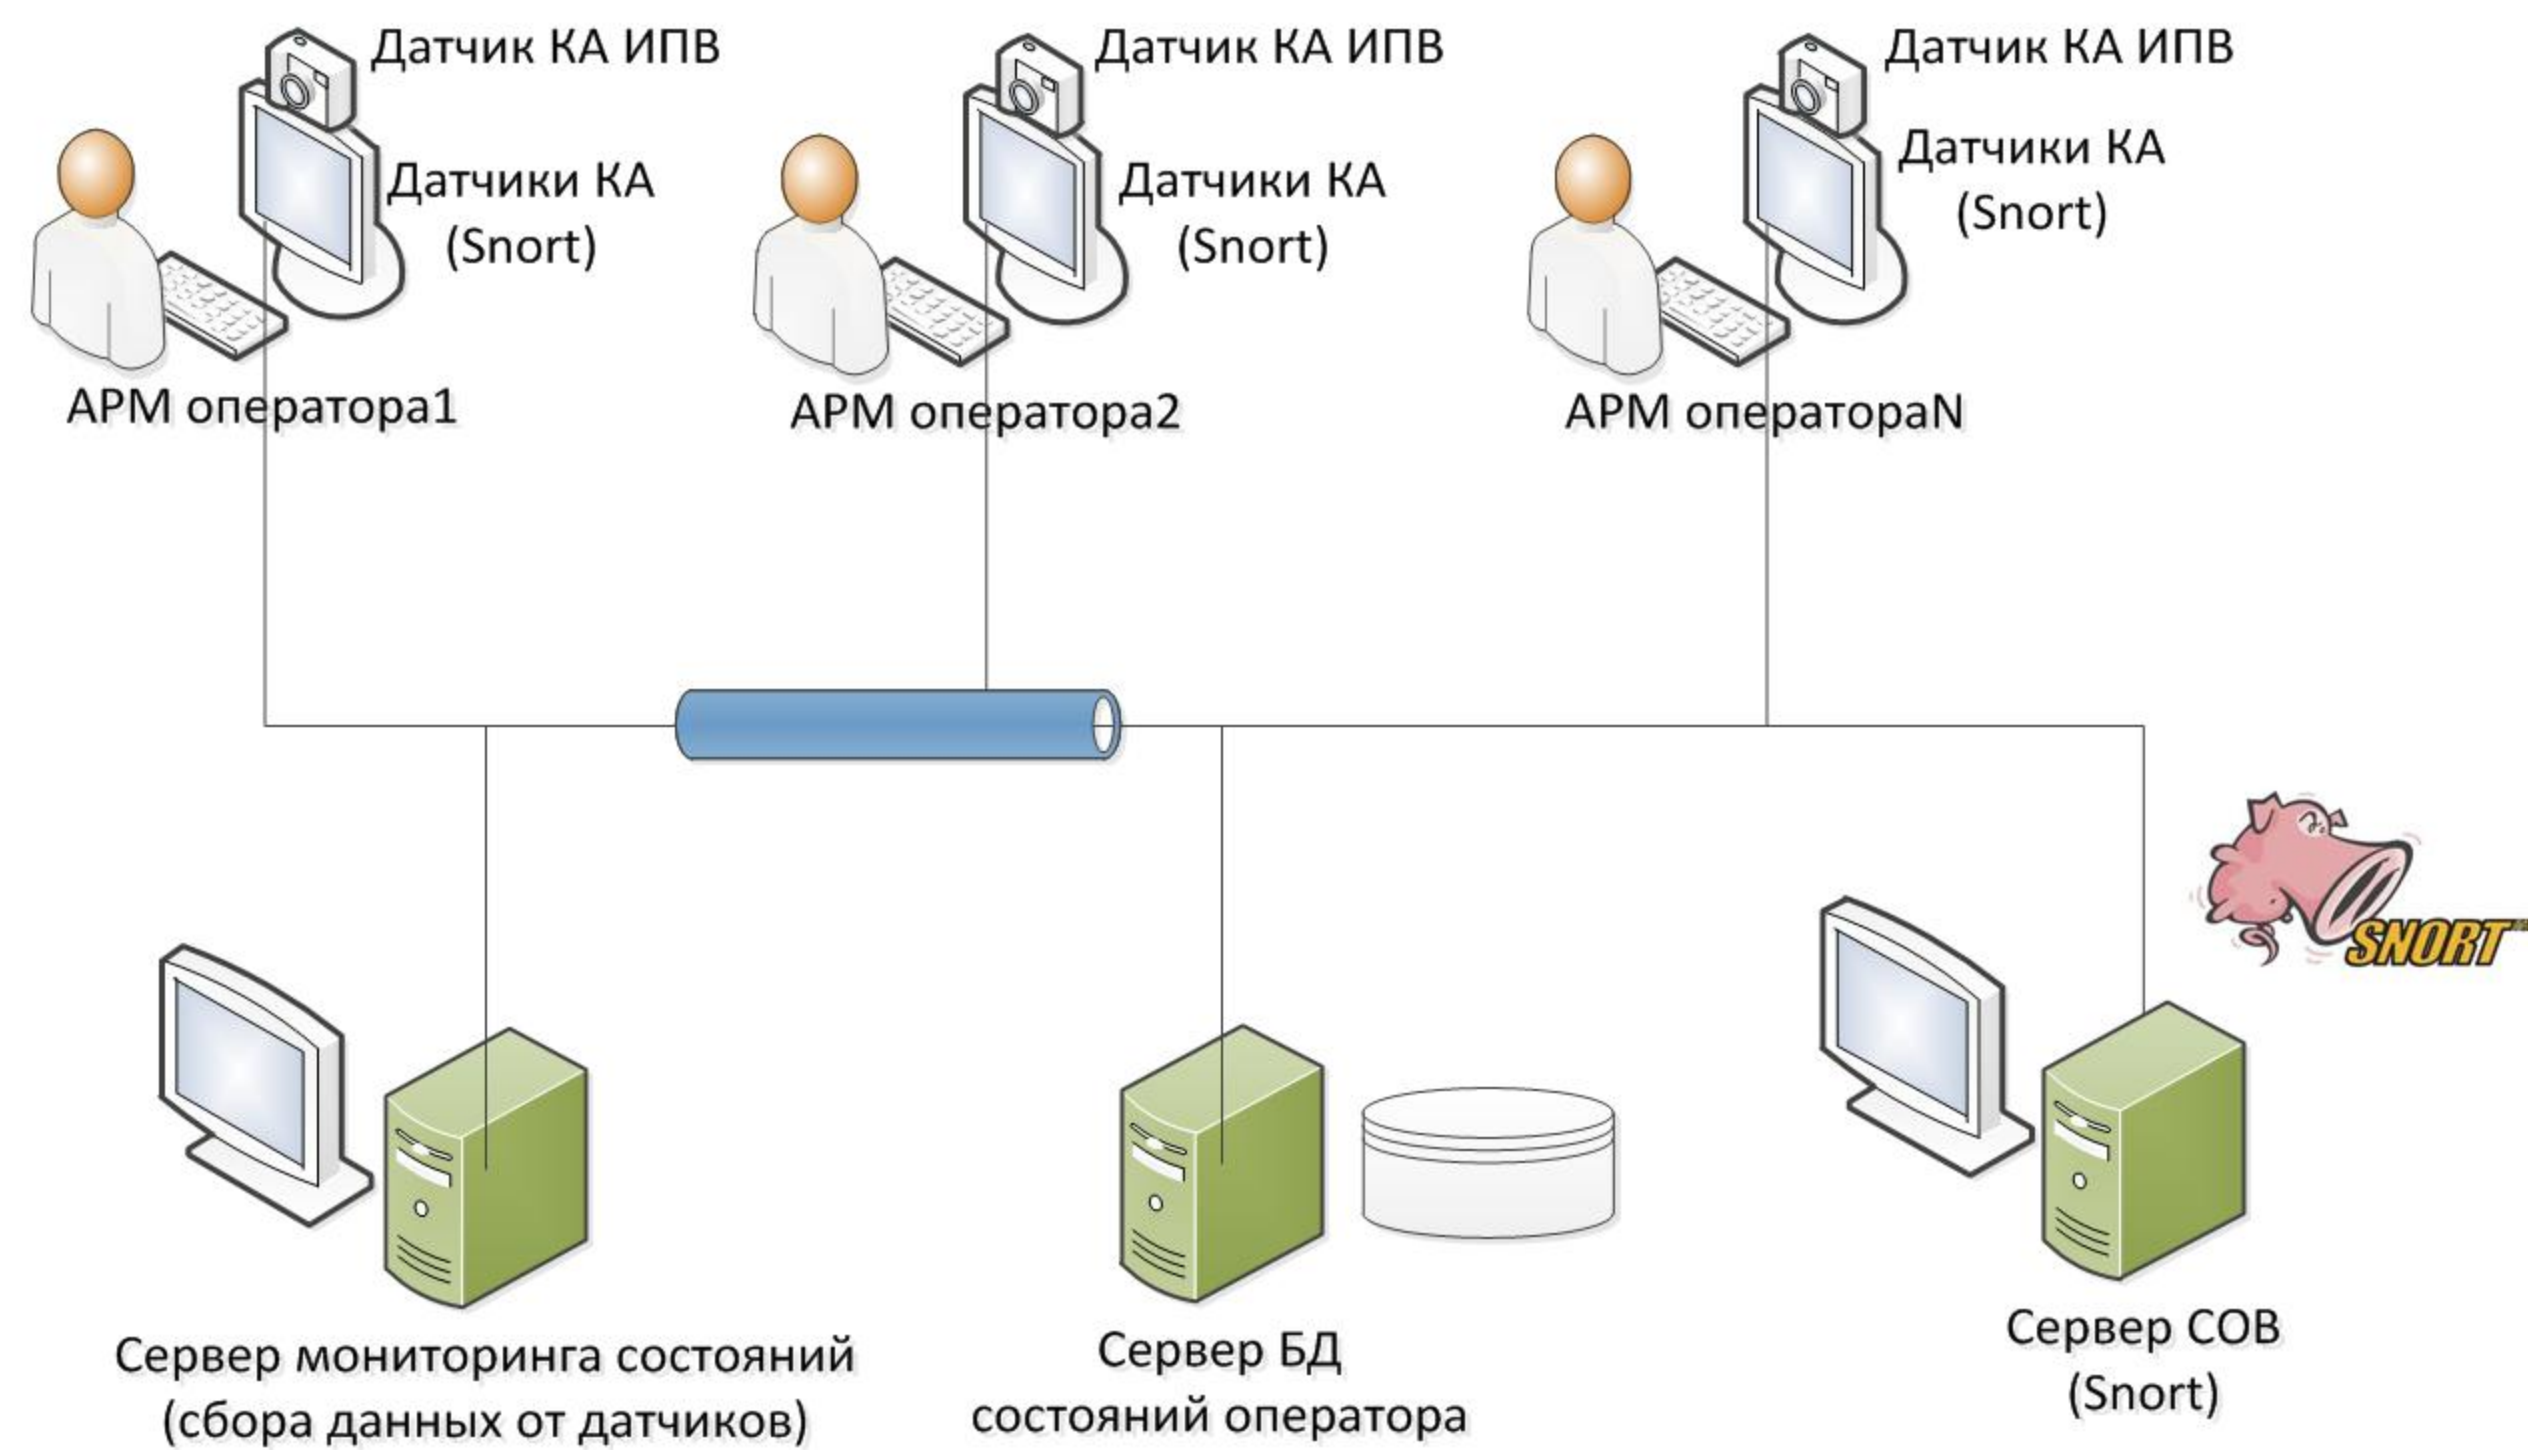 Датчик КА ИПВ
Датчики КА
(Snort)
АРМ оператора1
Датчик КА ИПВ
Датчики КА
(Snort)
АРМ оператора2
Датчик КА ИПВ
Датчики КА
(Snort)
АРМ оператораN
SNORT
Сервер мониторинга состояний
(сбора данных от датчиков)
Сервер БД
состояний оператора
Сервер СОВ
(Snort)